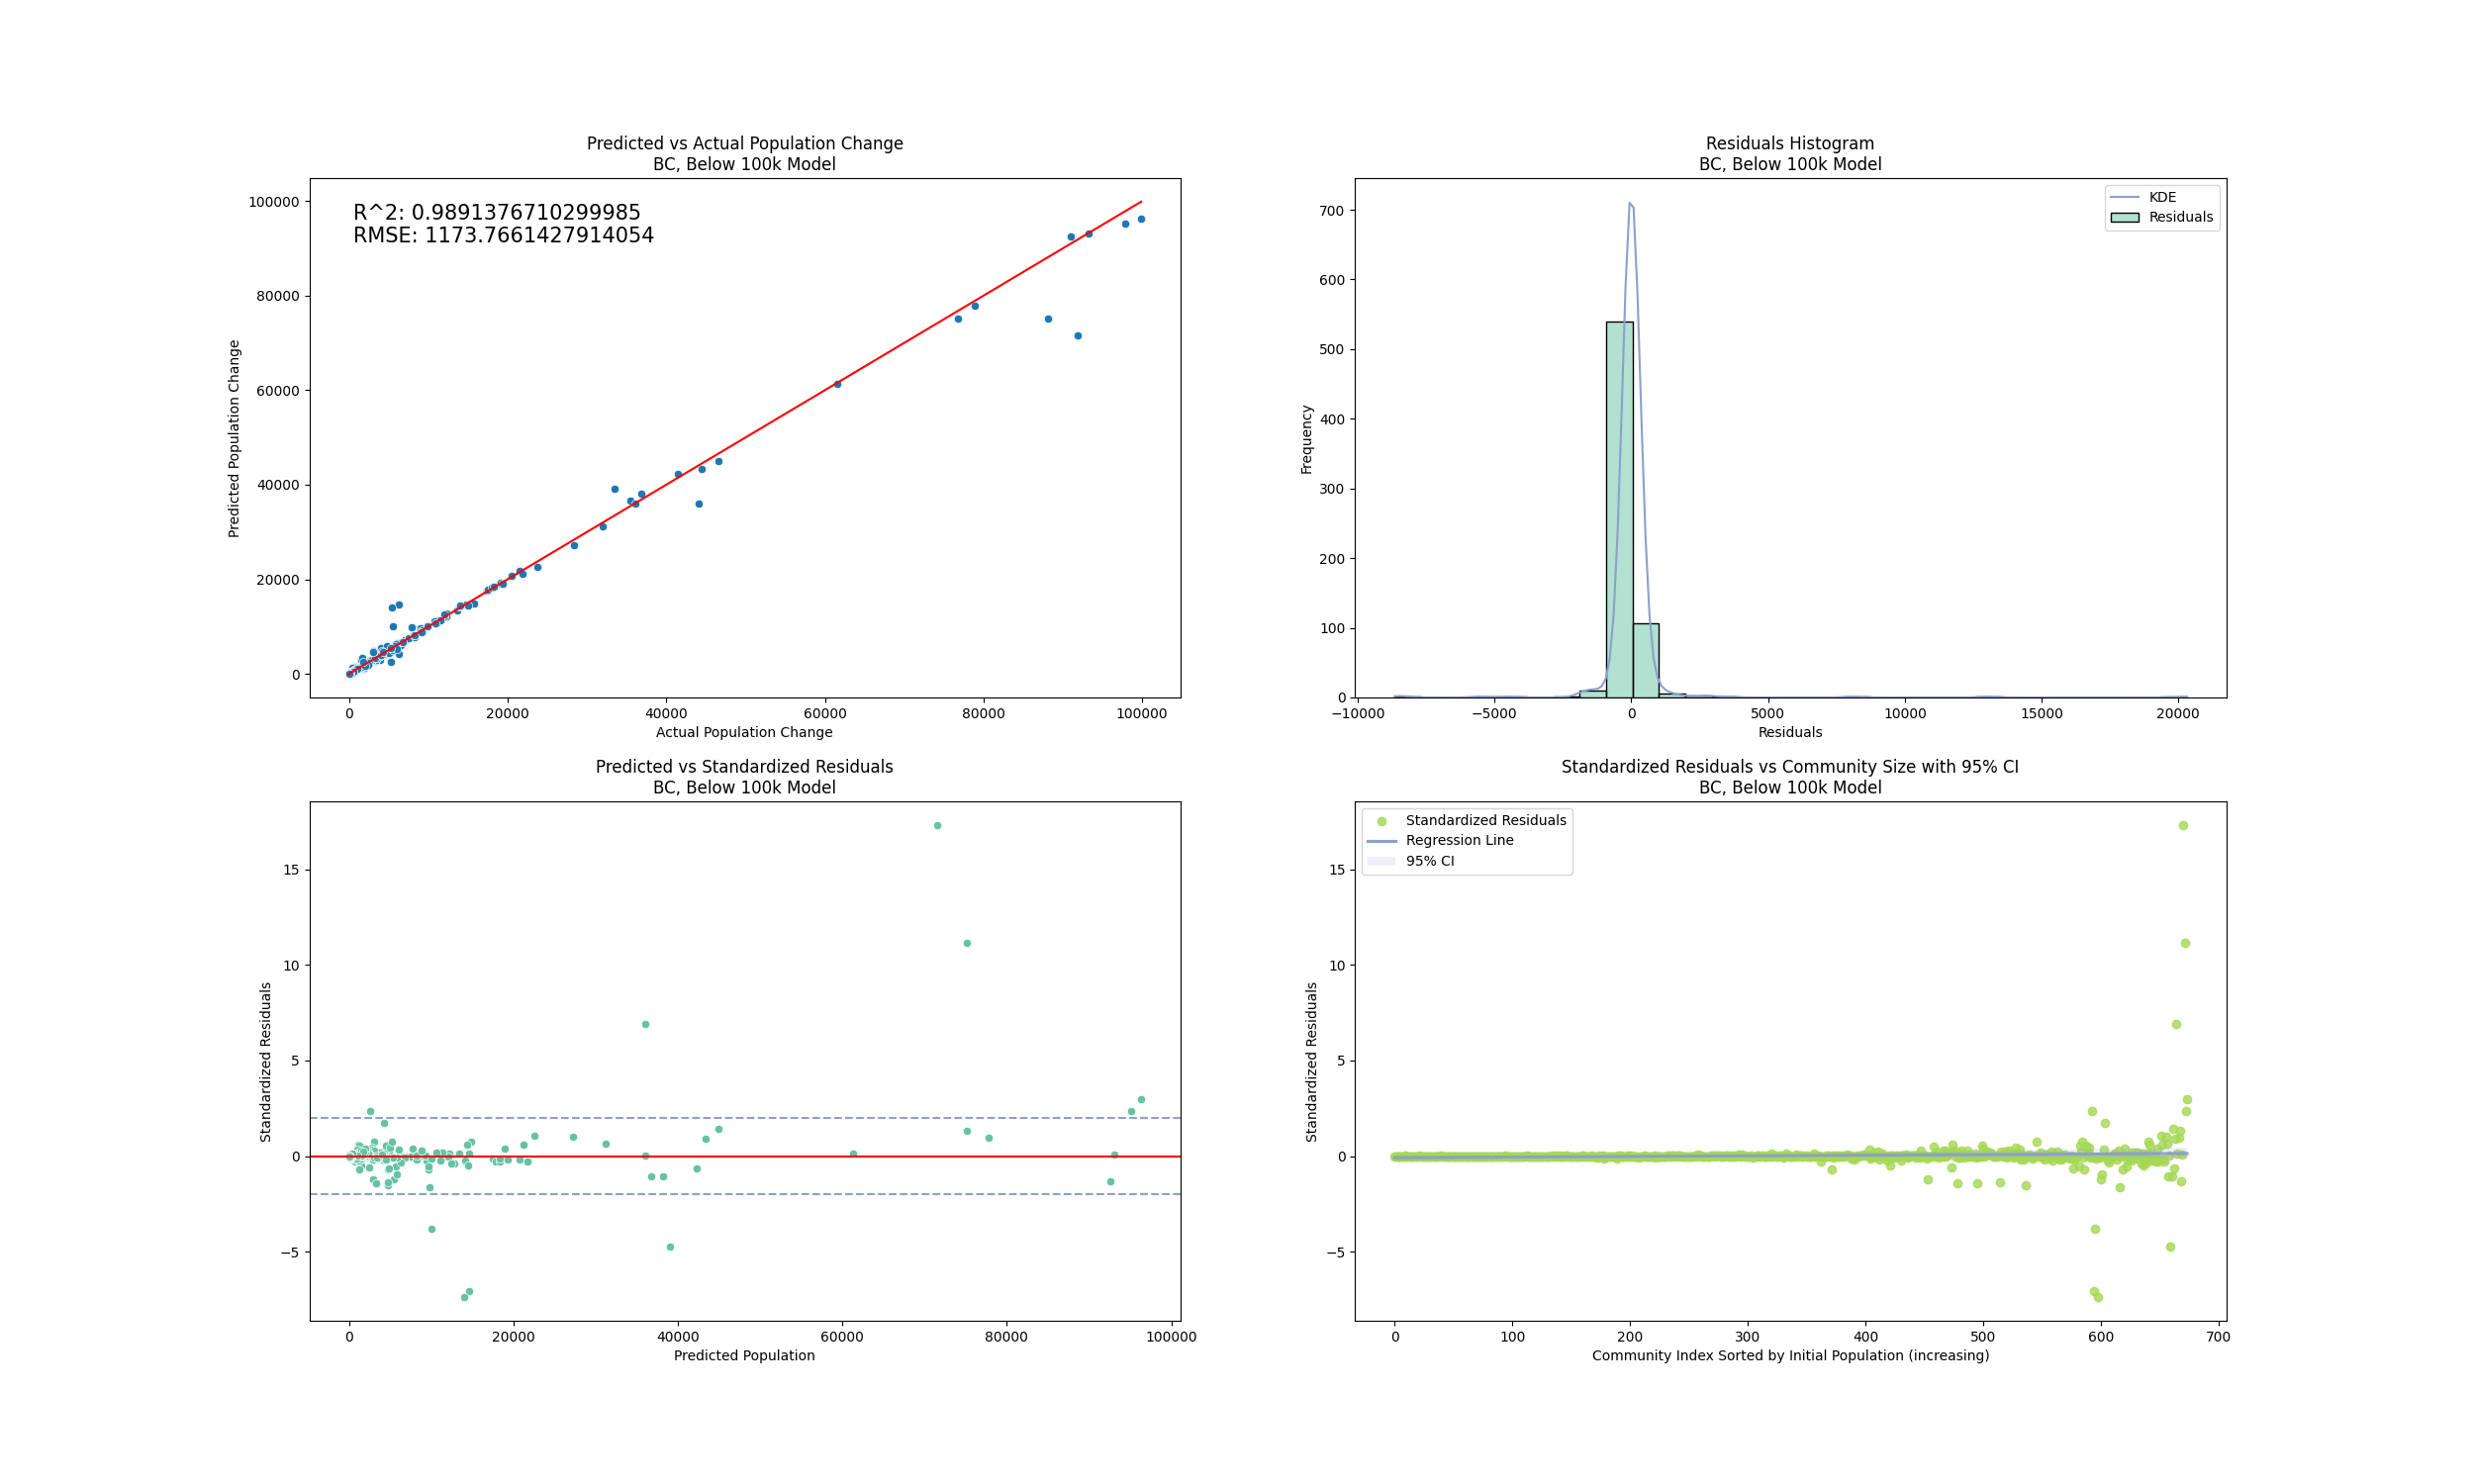 Predicted vs Actual Population Change
BC, Below 100k Model
R^2: 0.9891376710299985
RMSE: 1173.7661427914054
100000
80000
60000
40000
20000
0
Predicted Population Change
0
20000
40000
60000
80000
100000
Actual Population Change
Residuals Histogram
BC, Below 100k Model
KDE
Residuals
700
600
500
400
300
200
100
0
Frequency
−10000
−5000
0
5000
10000
15000
20000
Residuals
Predicted vs Standardized Residuals
BC, Below 100k Model
15
10
5
0
−5
Standardized Residuals
0
20000
40000
60000
80000
100000
Predicted Population
Standardized Residuals vs Community Size with 95% CI
BC, Below 100k Model
Standardized Residuals
Regression Line
95% CI
15
10
5
0
−5
Standardized Residuals
0
100
200
300
400
500
600
700
Community Index Sorted by Initial Population (increasing)